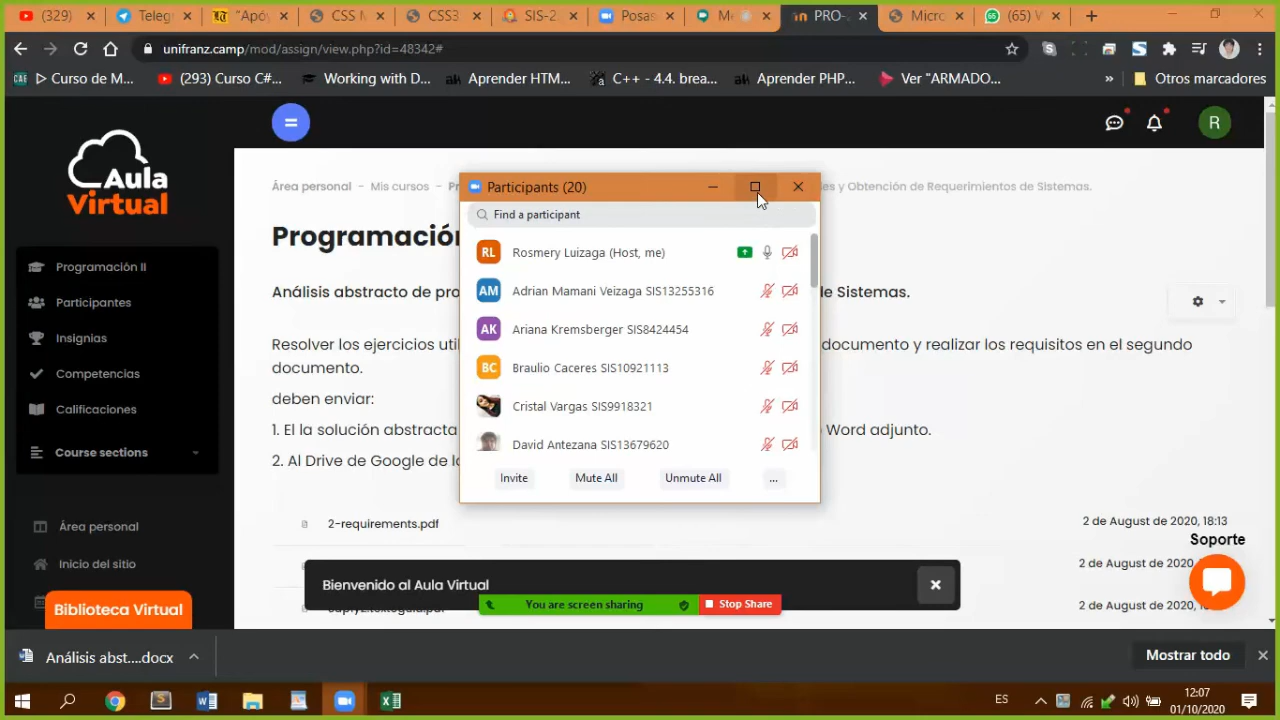 (329)
Telegr
"Apó
CSS M
CSS3
SIS-2
Posas
M
PRO-
Micro
(65) V
unifranz.camp/mod/assign/view.php?id=48342#
▷ Curso de M...
(293) Curso C#...
Working with D...
Aprender HTM...
C++ - 4.4. brea...
Aprender PHP...
Ver "ARMADO...
»
Otros marcadores
Aula
Virtual
R
Área personal - Mis cursos - Pr
es y Obtención de Requerimientos de Sistemas.
Programación
Análisis abstracto de pro
de Sistemas.
Resolver los ejercicios util
documento y realizar los requisitos en el segundo
documento.
deben enviar:
1. El la solución abstracta
Word adjunto.
2. Al Drive de Google de l
Programación II
Participantes
Insignias
Competencias
Calificaciones
Course sections
Área personal
Inicio del sitio
Biblioteca Virtual
Participants (20)
Find a participant
RL Rosmery Luizaga (Host, me)
AM Adrian Mamani Veizaga SIS13255316
AK Ariana Kremsberger SIS8424454
BC Braulio Caceres SIS10921113
Cristal Vargas SIS9918321
David Antezana SIS13679620
Invite
Mute All
Unmute All
...
2-requirements.pdf
2 de August de 2020, 18:13
Soporte
2 de August de 2020,
2 de August de 2020,
Bienvenido al Aula Virtual
You are screen sharing
Stop Share
Análisis abst....docx
Mostrar todo
ES
12:07
01/10/2020